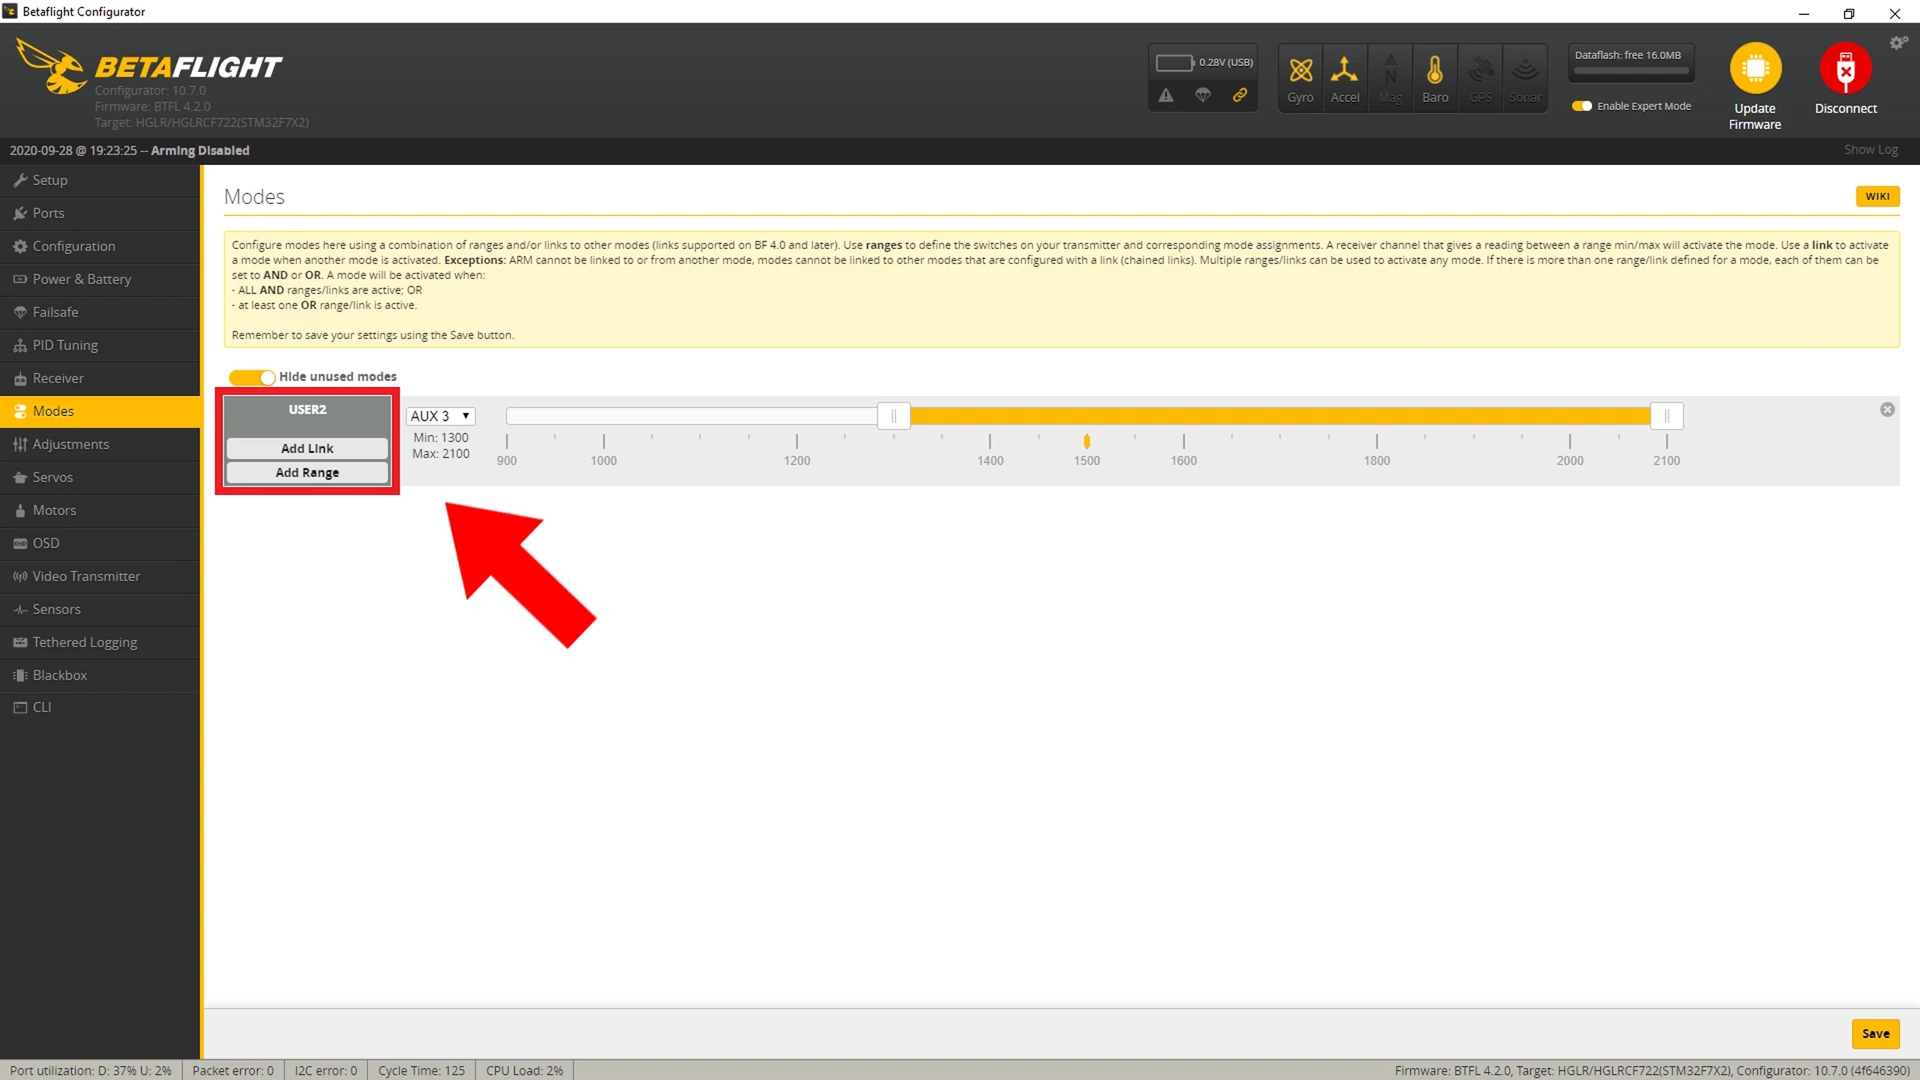 Betaflight Configurator
BETAFLIGHT
Configurator: 10.7.0
Firmware: BTFL 4.2.0
Target: HGLR/HGLRCF722(STM32F7X2)
0.28V (USB)
Gyro
Accel
Mag
Baro
GPS
Sonar
Dataflash: free 16.0MB
Enable Expert Mode
Update
Firmware
Disconnect
2020-09-28 @ 19:23:25 -- Arming Disabled
Show Log
Setup
Ports
Configuration
Power & Battery
Failsafe
PID Tuning
Receiver
Modes
Adjustments
Servos
Motors
OSD
Video Transmitter
Sensors
Tethered Logging
Blackbox
CLI
Modes
WIKI
Configure modes here using a combination of ranges and/or links to other modes (links supported on BF 4.0 and later). Use ranges to define the switches on your transmitter and corresponding mode assignments. A receiver channel that gives a reading between a range min/max will activate the mode. Use a link to activate
a mode when another mode is activated. Exceptions: ARM cannot be linked to or from another mode, modes cannot be linked to other modes that are configured with a link (chained links). Multiple ranges/links can be used to activate any mode. If there is more than one range/link defined for a mode, each of them can be
set to AND or OR. A mode will be activated when:
- ALL AND ranges/links are active; OR
- at least one OR range/link is active.
Remember to save your settings using the Save button.
Hide unused modes
USER2
Add Link
Add Range
AUX 3
Min: 1300
Max: 2100
900 1000 1200 1400 1500 1600 1800 2000 2100
Save
Port utilization: D: 37% U: 2% Packet error: 0 I2C error: 0 Cycle Time: 125 CPU Load: 2% Firmware: BTFL 4.2.0, Target: HGLR/HGLRCF722(STM32F7X2), Configurator: 10.7.0 (4f646390)